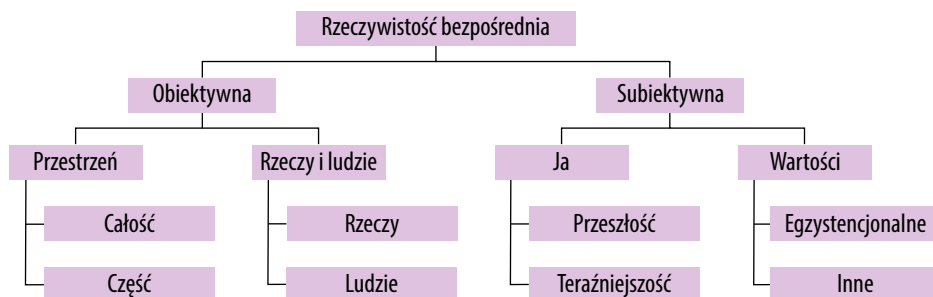 Rzeczywistość bezpośrednia
Obiektywna
Subiektywna
Przestrzeń
Rzeczy i ludzie
Ja
Wartości
Całość
Rzeczy
Przeszłość
Egzystencjonalne
Część
Ludzie
Teraźniejszość
Inne